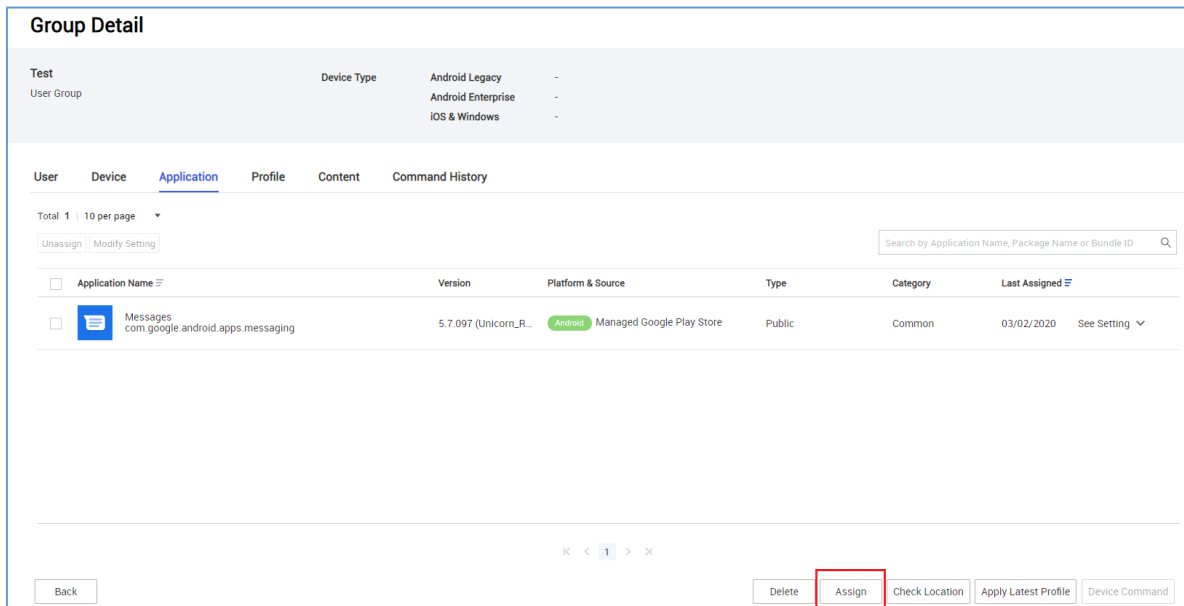 Group Detail
Test
User Group
Device Type
Android Legacy -
Android Enterprise -
iOS & Windows -
User Device Application Profile Content Command History
Total 1 10 per page
Unassign Modify Setting
Search by Application Name, Package Name or Bundle ID
Application Name Version Platform & Source Type Category Last Assigned
Messages
com.google.android.apps.messaging
5.7.097 (Unicorn_R... Android Managed Google Play Store Public Common 03/02/2020 See Setting
1
Back Delete Assign Check Location Apply Latest Profile Device Command